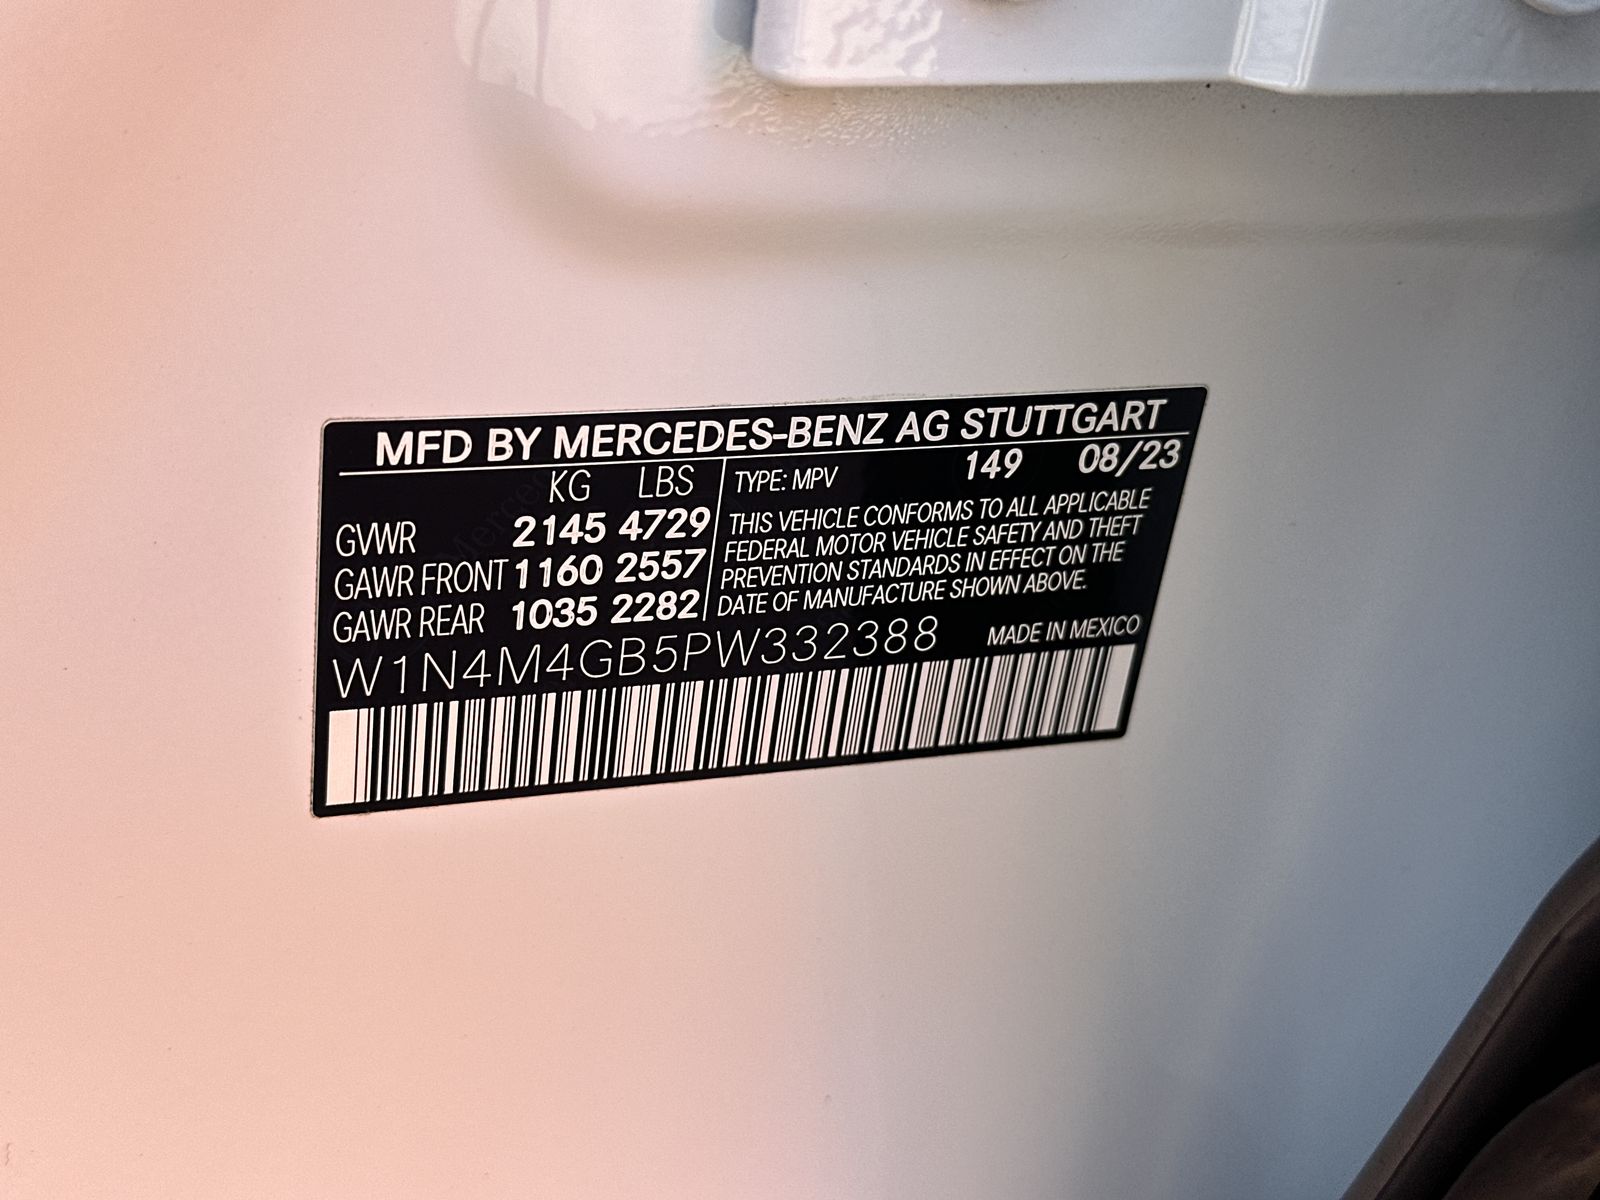 MFD BY MERCEDES-BENZ AG STUTTGART
KG LBS
GVWR 2145 4729
GAWR FRONT 1160 2557
GAWR REAR 1035 2282
TYPE: MPV 149 08/23
THIS VEHICLE CONFORMS TO ALL APPLICABLE
FEDERAL MOTOR VEHICLE SAFETY AND THEFT
PREVENTION STANDARDS IN EFFECT ON THE
DATE OF MANUFACTURE SHOWN ABOVE.
W1N4M4GB5PW332388 MADE IN MEXICO